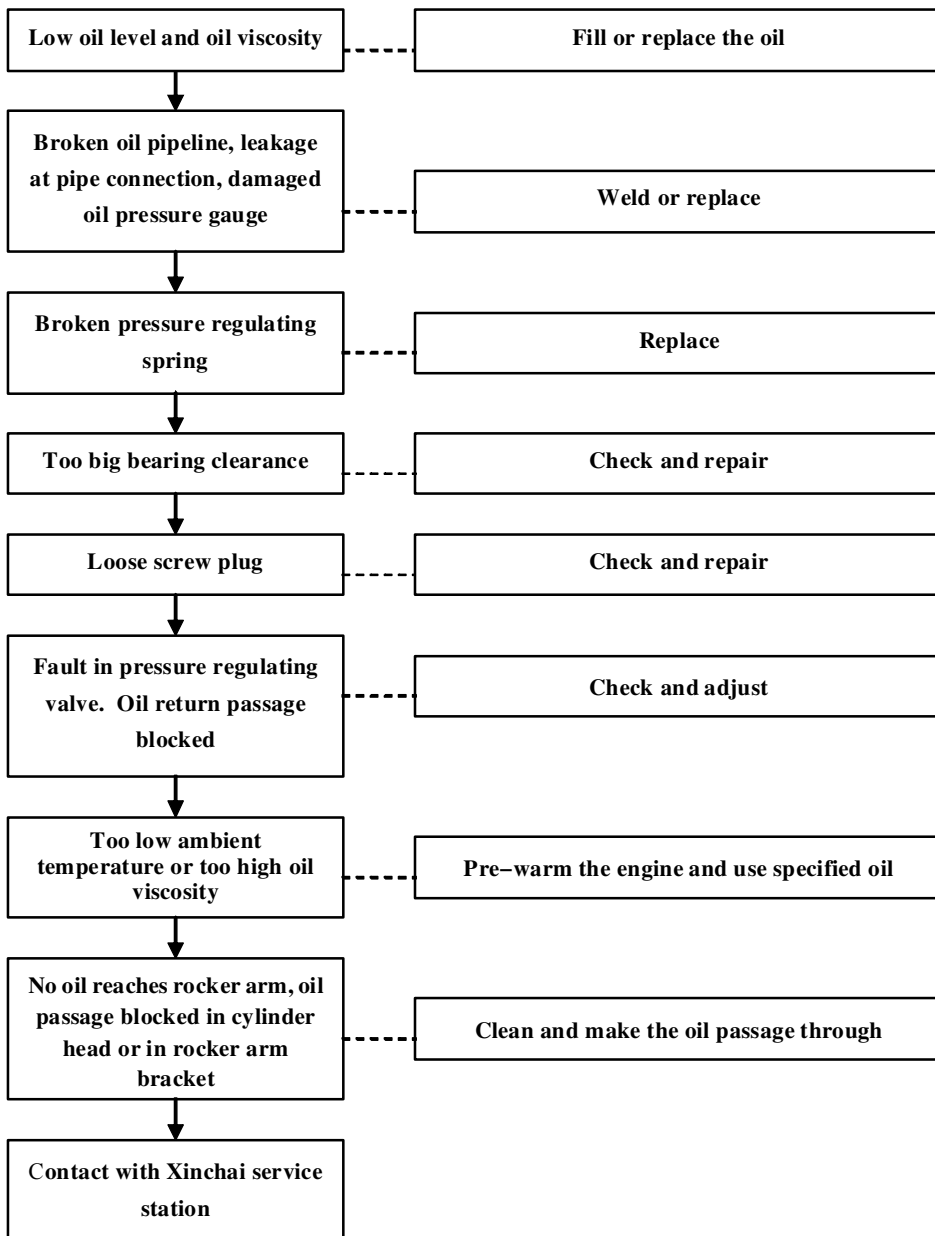 Low oil level and oil viscosity
Fill or replace the oil
Broken oil pipeline, leakage
at pipe connection, damaged
oil pressure gauge
Weld or replace
Broken pressure regulating
spring
Replace
Too big bearing clearance
Check and repair
Loose screw plug
Check and repair
Fault in pressure regulating
valve. Oil return passage
blocked
Check and adjust
Too low ambient
temperature or too high oil
viscosity
Pre-warm the engine and use specified oil
No oil reaches rocker arm, oil
passage blocked in cylinder
head or in rocker arm
bracket
Clean and make the oil passage through
Contact with Xinchai service
station